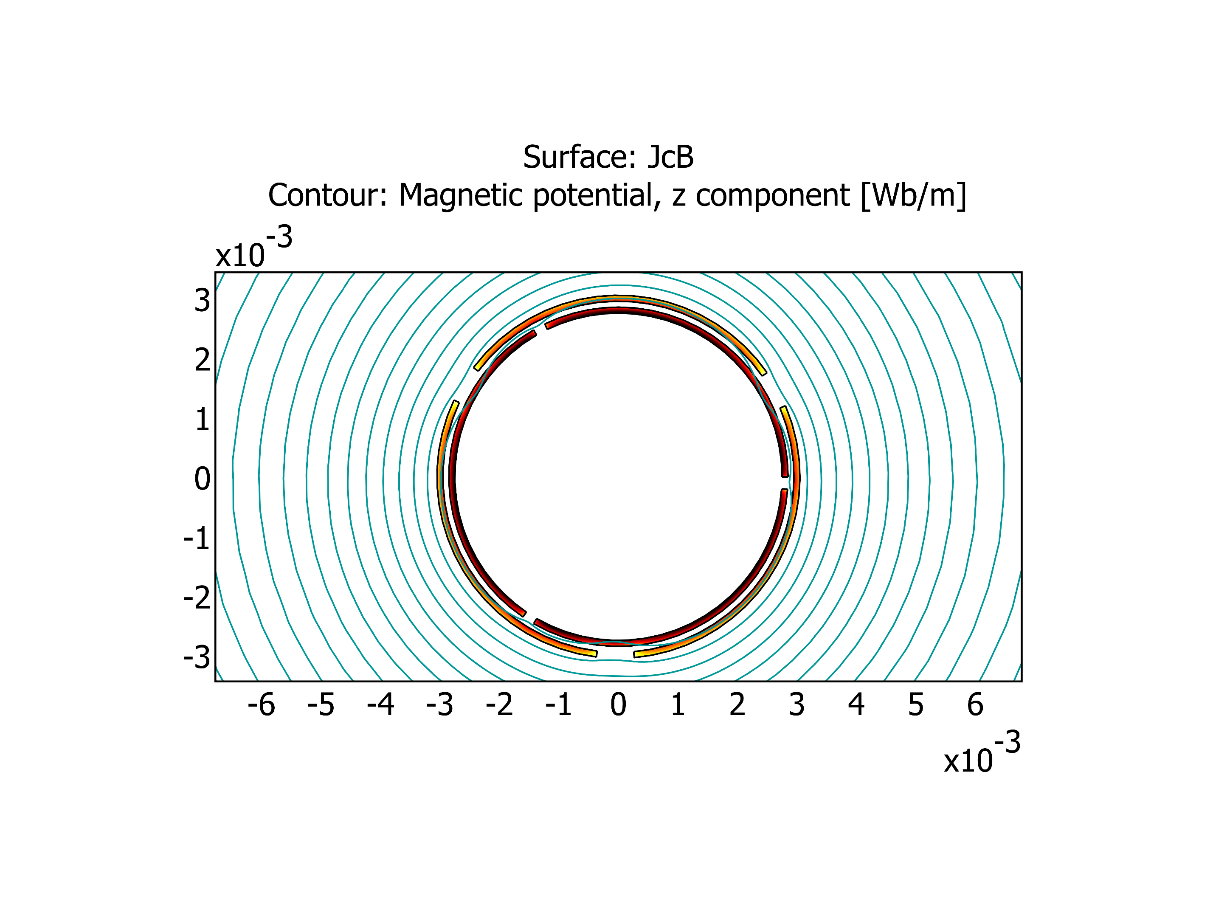 Surface: JcB
Contour: Magnetic potential, z component [Wb/m]
x10-3
3
2
1
0
-1
-2
-3
-6 -5 -4 -3 -2 -1 0 1 2 3 4 5 6
x10-3